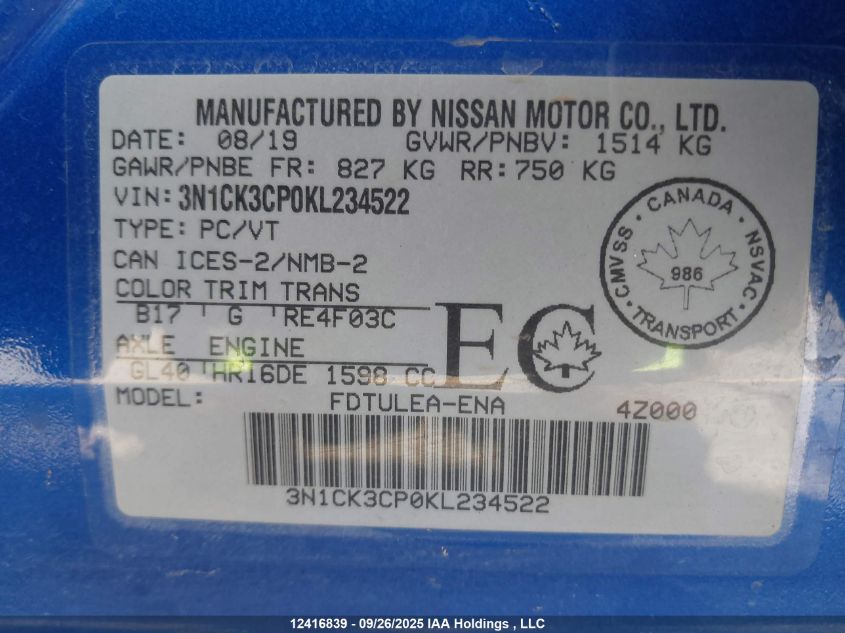 MANUFACTURED BY NISSAN MOTOR CO., LTD.
DATE: 08/19 GVWR/PNBV: 1514 KG
GAWR/PNBE FR: 827 KG RR: 750 KG
VIN: 3N1CK3CP0KL234522
TYPE: PC/VT
CAN ICES-2/NMB-2
COLOR TRIM TRANS
B17 G RE4F03C
AXLE ENGINE
GL40 HR16DE 1598 CC
EC
CANADA
CMVSS · NSVAC
986
TRANSPORT
MODEL: FDTULEA-ENA 4Z000
3N1CK3CP0KL234522
12416839 - 09/26/2025 IAA Holdings , LLC